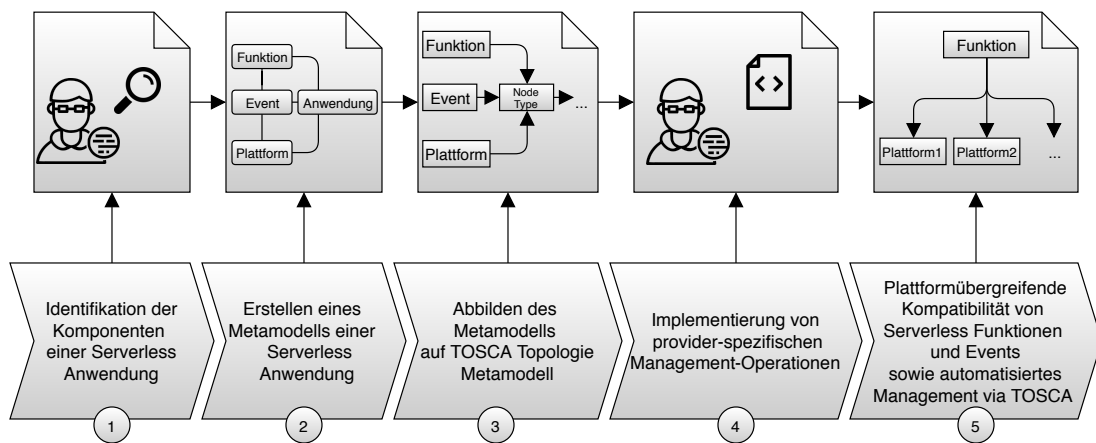 Funktion
Event
Anwendung
Plattform
Funktion
Event
Node
Type
...
Plattform
< >
Funktion
Plattform1
Plattform2
...
Identifikation der
Komponenten
einer Serverless
Anwendung
1
Erstellen eines
Metamodells einer
Serverless
Anwendung
2
Abbilden des
Metamodells
auf TOSCA Topologie
Metamodell
3
Implementierung von
provider-spezifischen
Management-Operationen
4
Plattformübergreifende
Kompatibilität von
Serverless Funktionen
und Events
sowie automatisiertes
Management via TOSCA
5